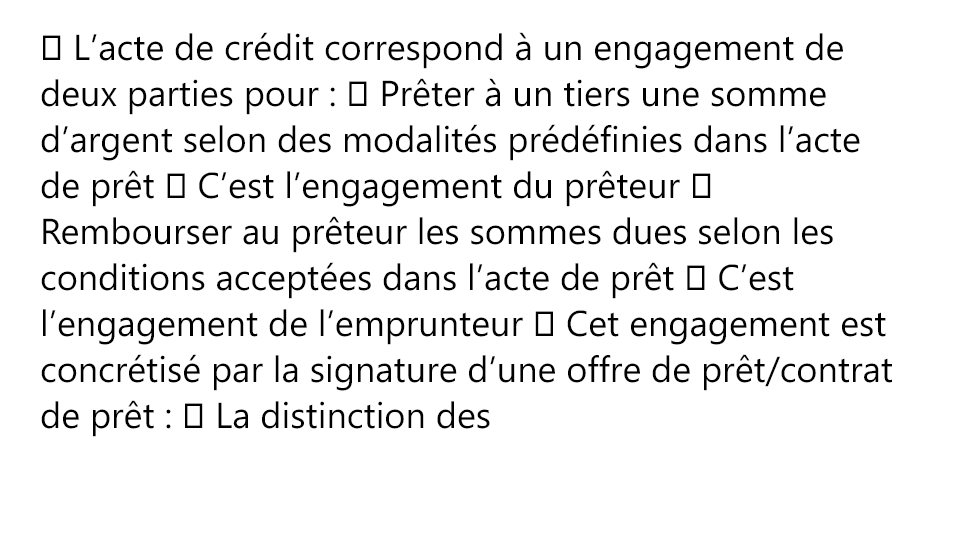 ▯ L’acte de crédit correspond à un engagement de
deux parties pour : ▯ Prêter à un tiers une somme
d’argent selon des modalités prédéfinies dans l’acte
de prêt ▯ C’est l’engagement du prêteur ▯
Rembourser au prêteur les sommes dues selon les
conditions acceptées dans l’acte de prêt ▯ C’est
l’engagement de l’emprunteur ▯ Cet engagement est
concrétisé par la signature d’une offre de prêt/contrat
de prêt : ▯ La distinction des